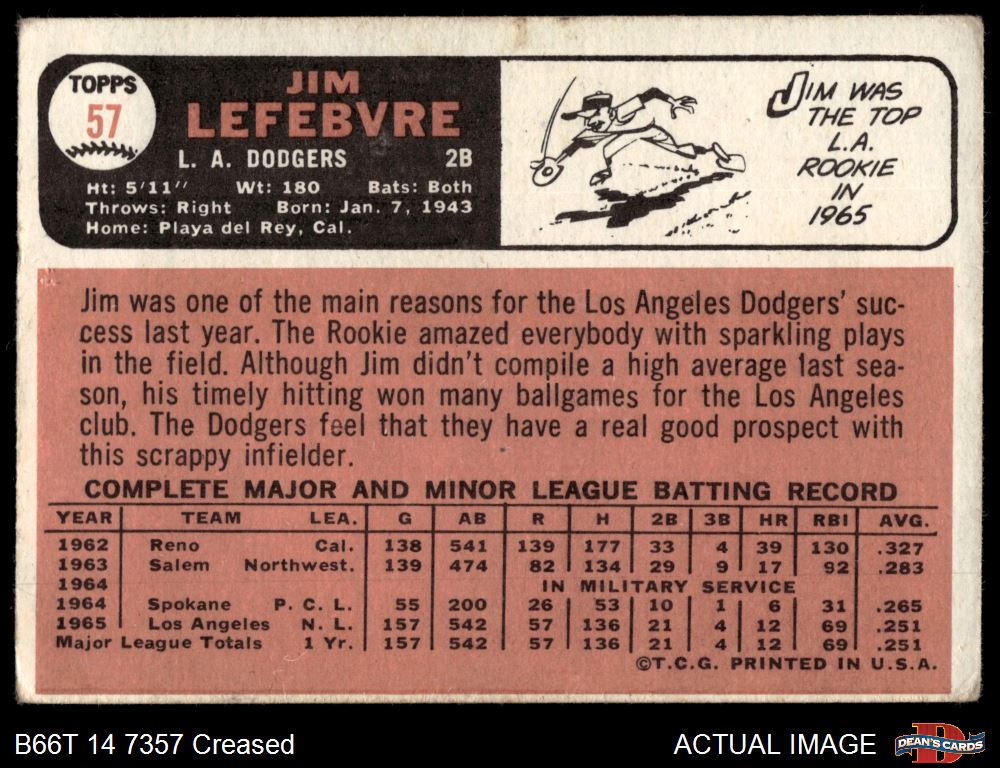 TOPPS
57
JIM
LEFEBVRE
L. A. DODGERS 2B
Ht: 5'11" Wt: 180 Bats: Both
Throws: Right Born: Jan. 7, 1943
Home: Playa del Rey, Cal.
JIM WAS
THE TOP
L.A.
ROOKIE
IN
1965
Jim was one of the main reasons for the Los Angeles Dodgers' suc-
cess last year. The Rookie amazed everybody with sparkling plays
in the field. Although Jim didn't compile a high average last sea-
son, his timely hitting won many ballgames for the Los Angeles
club. The Dodgers feel that they have a real good prospect with
this scrappy infielder.
COMPLETE MAJOR AND MINOR LEAGUE BATTING RECORD
YEAR TEAM LEA. G AB R H 2B 3B HR RBI AVG.
1962 Reno Cal. 138 541 139 177 33 4 39 130 .327
1963 Salem Northwest. 139 474 82 134 29 9 17 92 .283
1964 IN MILITARY SERVICE
1964 Spokane P. C. L. 55 200 26 53 10 1 6 31 .265
1965 Los Angeles N. L. 157 542 57 136 21 4 12 69 .251
Major League Totals 1 Yr. 157 542 57 136 21 4 12 69 .251
©T.C.G. PRINTED IN U.S.A.
B66T 14 7357 Creased ACTUAL IMAGE
DEAN'S CARDS